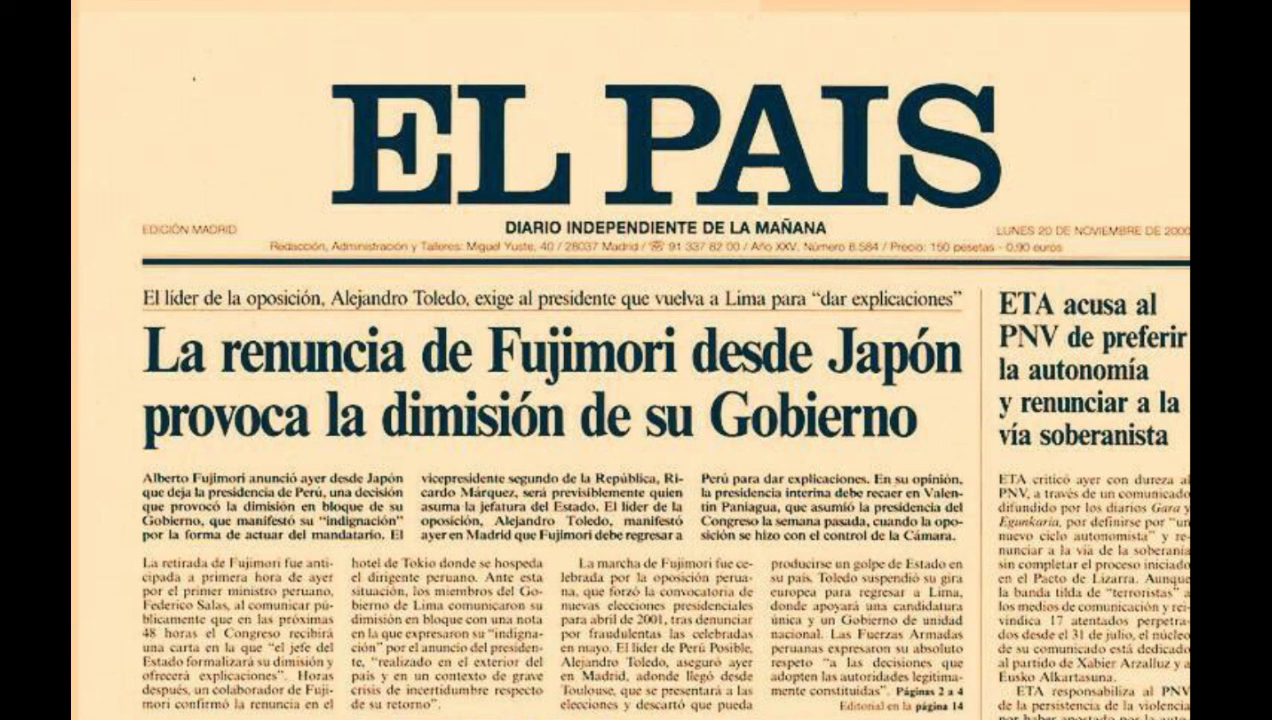 EL PAIS
DIARIO INDEPENDIENTE DE LA MAÑANA
EDICIÓN MADRID
LUNES 20 DE NOVIEMBRE DE 2000
Redacción, Administración y Talleres: Miguel Yuste, 40 / 28037 Madrid / ☏ 91 337 82 00 / Año XXV. Número 8.584 / Precio: 150 pesetas - 0,90 euros
El líder de la oposición, Alejandro Toledo, exige al presidente que vuelva a Lima para “dar explicaciones”
La renuncia de Fujimori desde Japón
provoca la dimisión de su Gobierno
Alberto Fujimori anunció ayer desde Japón
que deja la presidencia de Perú, una decisión
que provocó la dimisión en bloque de su
Gobierno, que manifestó su “indignación”
por la forma de actuar del mandatario. El
vicepresidente segundo de la República, Ri-
cardo Márquez, será previsiblemente quien
asuma la jefatura del Estado. El líder de la
oposición, Alejandro Toledo, manifestó
ayer en Madrid que Fujimori debe regresar a
Perú para dar explicaciones. En su opinión,
la presidencia interina debe recaer en Valen-
tín Paniagua, que asumió la presidencia del
Congreso la semana pasada, cuando la opo-
sición se hizo con el control de la Cámara.
La retirada de Fujimori fue anti-
cipada a primera hora de ayer
por el primer ministro peruano,
Federico Salas, al comunicar pú-
blicamente que en las próximas
48 horas el Congreso recibirá
una carta en la que “el jefe del
Estado formalizará su dimisión y
ofrecerá explicaciones”. Horas
después, un colaborador de Fuji-
mori confirmó la renuncia en el
hotel de Tokio donde se hospeda
el dirigente peruano. Ante esta
situación, los miembros del Go-
bierno de Lima comunicaron su
dimisión en bloque con una nota
en la que expresaron su “indigna-
ción” por el anuncio del presiden-
te, “realizado en el exterior del
país y en un contexto de grave
crisis de incertidumbre respecto
de su retorno”.
La marcha de Fujimori fue ce-
lebrada por la oposición perua-
na, que forzó la convocatoria de
nuevas elecciones presidenciales
para abril de 2001, tras denunciar
por fraudulentas las celebradas
en mayo. El líder de Perú Posible,
Alejandro Toledo, aseguró ayer
en Madrid, adonde llegó desde
Toulouse, que se presentará a las
elecciones y descartó que pueda
producirse un golpe de Estado en
su país. Toledo suspendió su gira
europea para regresar a Lima,
donde apoyará una candidatura
única y un Gobierno de unidad
nacional. Las Fuerzas Armadas
peruanas expresaron su absoluto
respeto “a las decisiones que
adopten las autoridades legítima-
mente constituidas”. Páginas 2 a 4
Editorial en la página 14
ETA acusa al
PNV de preferir
la autonomía
y renunciar a la
vía soberanista
ETA criticó ayer con dureza al
PNV, a través de un comunicado
difundido por los diarios Gara y
Egunkaria, por definirse por “un
nuevo ciclo autonomista” y re-
nunciar a la vía de la soberanía
sin completar el proceso iniciado
en el Pacto de Lizarra. Aunque
la banda tilda de “terroristas” a
los medios de comunicación y rei-
vindica 17 atentados perpetra-
dos desde el 31 de julio, el núcleo
de su comunicado está dedicado
al partido de Xabier Arzalluz y a
Eusko Alkartasuna.
ETA responsabiliza al PNV
de la persistencia de la violencia
por haber apostado por la